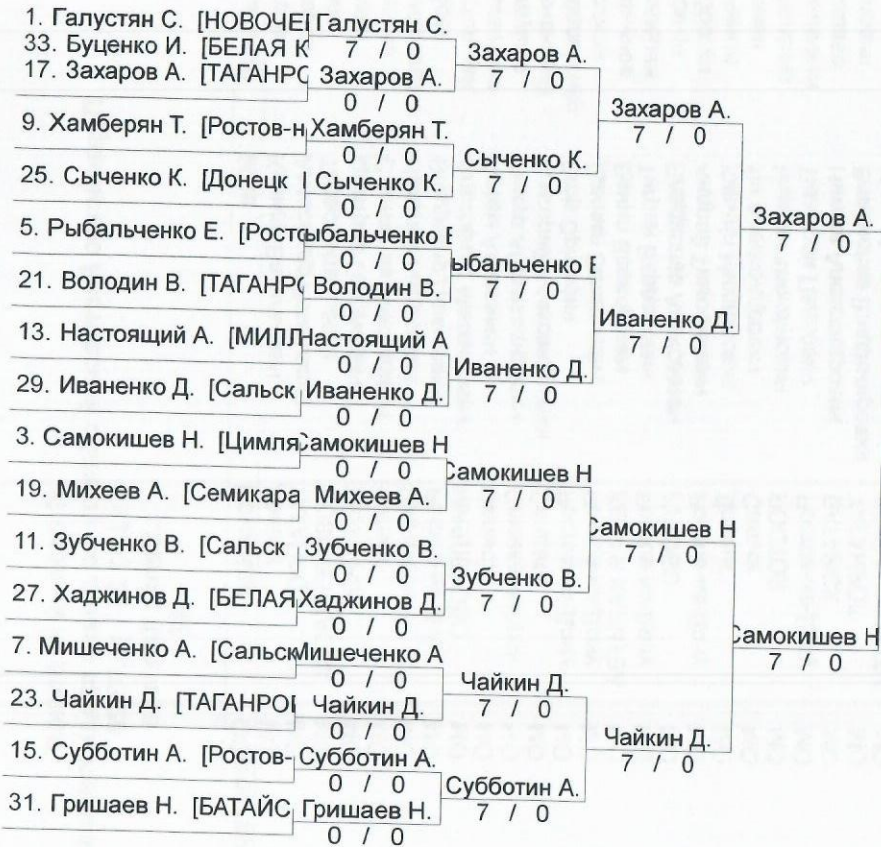 1. Галустян С. [НОВОЧЕ Галустян С.
33. Буценко И. [БЕЛАЯ К 7 / 0 Захаров А.
17. Захаров А. [ТАГАНРО Захаров А. 7 / 0
0 / 0 Захаров А.
9. Хамберян Т. [Ростов-н Хамберян Т. 7 / 0
0 / 0 Сыченко К.
25. Сыченко К. [Донецк Сыченко К. 7 / 0
0 / 0 Захаров А.
5. Рыбальченко Е. [Росто ыбальченко Е 7 / 0
0 / 0 ыбальченко Е
21. Володин В. [ТАГАНРО Володин В. 7 / 0
0 / 0 Иваненко Д.
13. Настоящий А. [МИЛЛ Настоящий А 7 / 0
0 / 0 Иваненко Д.
29. Иваненко Д. [Сальск Иваненко Д. 7 / 0
0 / 0
3. Самокишев Н. [Цимля Самокишев Н
0 / 0 Самокишев Н
19. Михеев А. [Семикара Михеев А. 7 / 0
0 / 0 Самокишев Н
11. Зубченко В. [Сальск Зубченко В. 7 / 0
0 / 0 Зубченко В.
27. Хаджинов Д. [БЕЛАЯ Хаджинов Д. 7 / 0
0 / 0 Самокишев Н
7. Мишеченко А. [Сальск Мишеченко А 7 / 0
0 / 0 Чайкин Д.
23. Чайкин Д. [ТАГАНРО Чайкин Д. 7 / 0
0 / 0 Чайкин Д.
15. Субботин А. [Ростов- Субботин А. 7 / 0
0 / 0 Субботин А.
31. Гришаев Н. [БАТАЙС Гришаев Н. 7 / 0
0 / 0